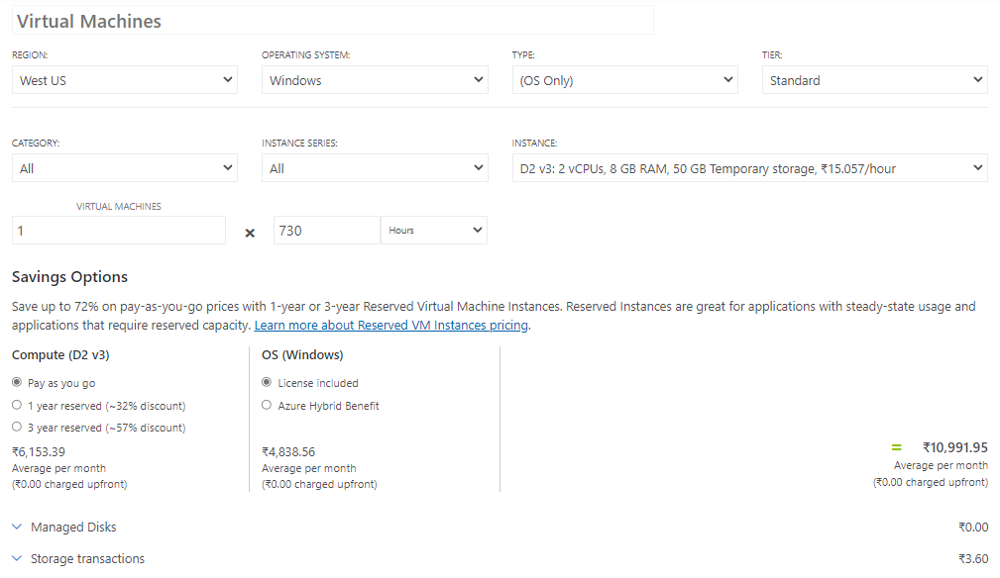 Virtual Machines
REGION: OPERATING SYSTEM: TYPE: TIER:
West US Windows (OS Only) Standard
CATEGORY: INSTANCE SERIES: INSTANCE:
All All D2 v3: 2 vCPUs, 8 GB RAM, 50 GB Temporary storage, ₹15.057/hour
VIRTUAL MACHINES
1 × 730 Hours
Savings Options
Save up to 72% on pay-as-you-go prices with 1-year or 3-year Reserved Virtual Machine Instances. Reserved Instances are great for applications with steady-state usage and
applications that require reserved capacity. Learn more about Reserved VM Instances pricing.
Compute (D2 v3)
Pay as you go
1 year reserved (~32% discount)
3 year reserved (~57% discount)
₹6,153.39
Average per month
(₹0.00 charged upfront)
OS (Windows)
License included
Azure Hybrid Benefit
₹4,838.56
Average per month
(₹0.00 charged upfront)
= ₹10,991.95
Average per month
(₹0.00 charged upfront)
Managed Disks ₹0.00
Storage transactions ₹3.60